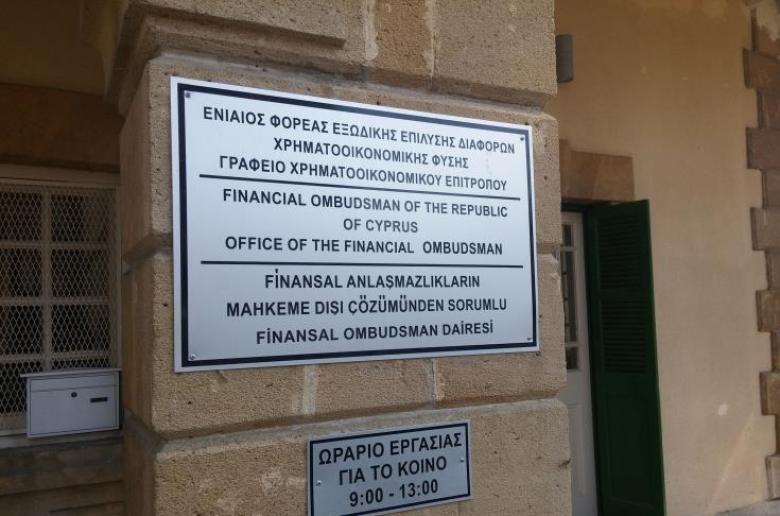 ΕΝΙΑΙΟΣ ΦΟΡΕΑΣ ΕΞΩΔΙΚΗΣ ΕΠΙΛΥΣΗΣ ΔΙΑΦΟΡΩΝ
ΧΡΗΜΑΤΟΟΙΚΟΝΟΜΙΚΗΣ ΦΥΣΗΣ
ΓΡΑΦΕΙΟ ΧΡΗΜΑΤΟΟΙΚΟΝΟΜΙΚΟΥ ΕΠΙΤΡΟΠΟΥ
FINANCIAL OMBUDSMAN OF THE REPUBLIC
OF CYPRUS
OFFICE OF THE FINANCIAL OMBUDSMAN
FİNANSAL ANLAŞMAZLIKLARIN
MAHKEME DIŞI ÇÖZÜMÜNDEN SORUMLU
FİNANSAL OMBUDSMAN DAİRESİ
ΩΡΑΡΙΟ ΕΡΓΑΣΙΑΣ
ΓΙΑ ΤΟ ΚΟΙΝΟ
9:00 - 13:00